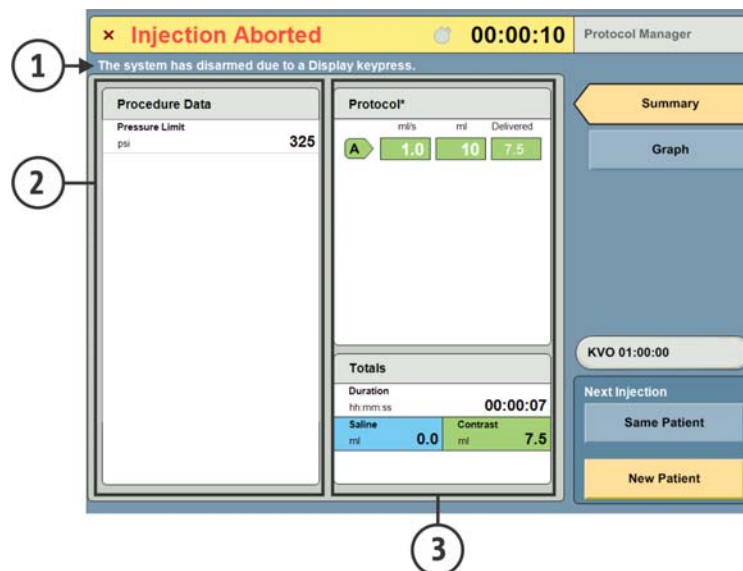 × Injection Aborted 00:00:10 Protocol Manager
1
The system has disarmed due to a Display keypress.
Procedure Data
Pressure Limit
psi 325
2
Protocol*
ml/s ml Delivered
A 1.0 10 7.5
Totals
Duration
hh:mm:ss 00:00:07
Saline Contrast
ml 0.0 ml 7.5
3
Summary
Graph
KVO 01:00:00
Next Injection
Same Patient
New Patient